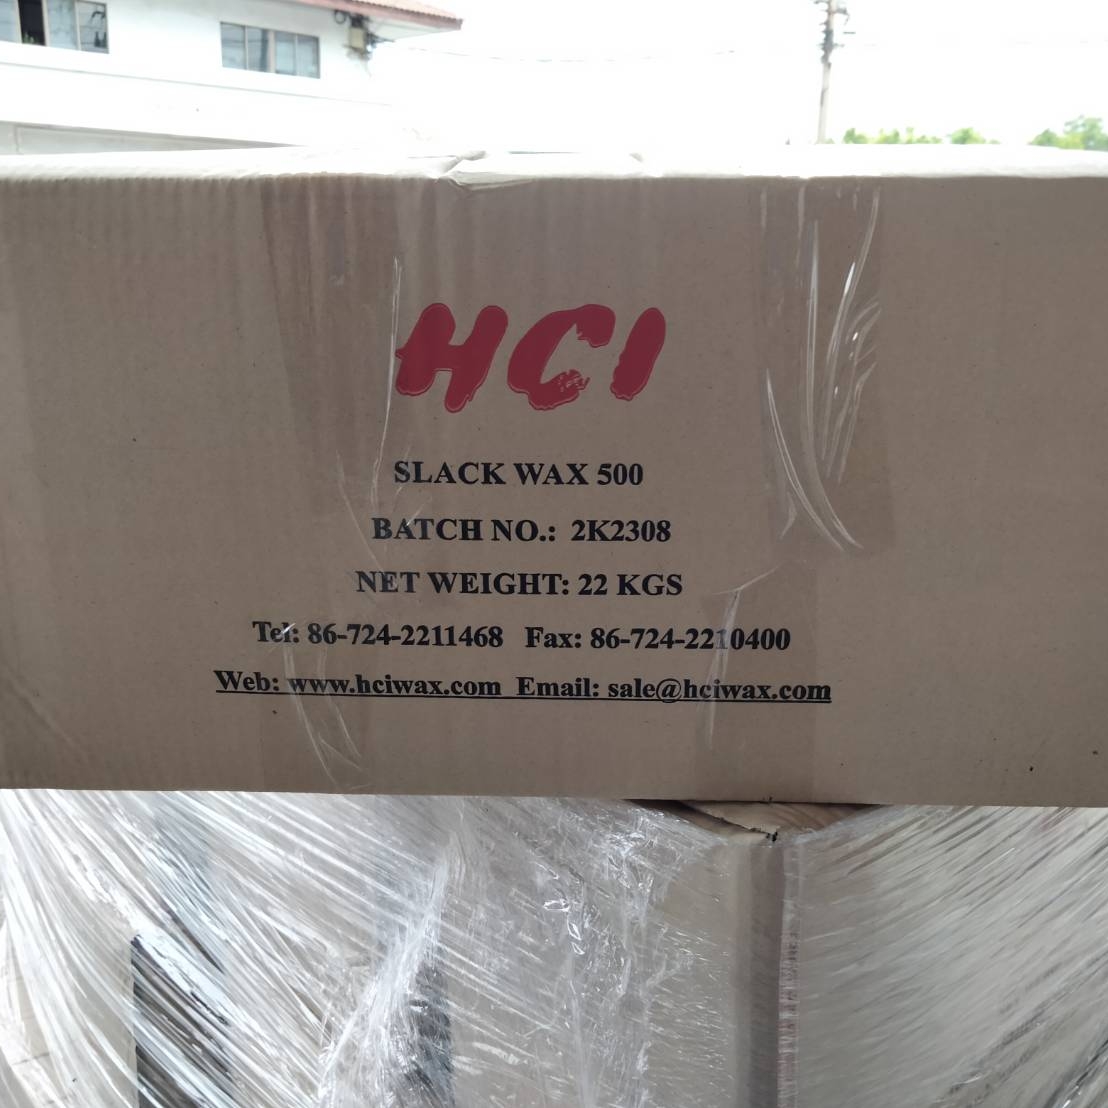 HCI
SLACK WAX 500
BATCH NO.: 2K2308
NET WEIGHT: 22 KGS
Tel: 86-724-2211468 Fax: 86-724-2210400
Web: www.hciwax.com Email: sale@hciwax.com